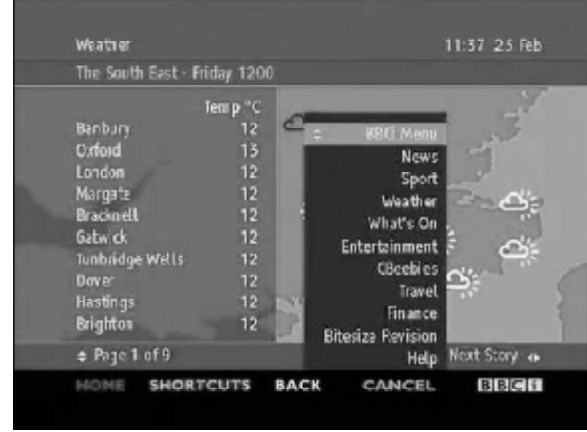 Weather 11:37 25 Feb
The South East - Friday 1200
Temp °C
Banbury 12
Oxford 13
London 12
Margate 12
Bracknell 12
Gatwick 12
Tunbridge Wells 12
Dover 12
Hastings 12
Brighton 12
Page 1 of 9
BBCi Menu
News
Sport
Weather
What's On
Entertainment
CBeebies
Travel
Finance
Bitesize Revision
Help
Next Story
HOME SHORTCUTS BACK CANCEL BBCi